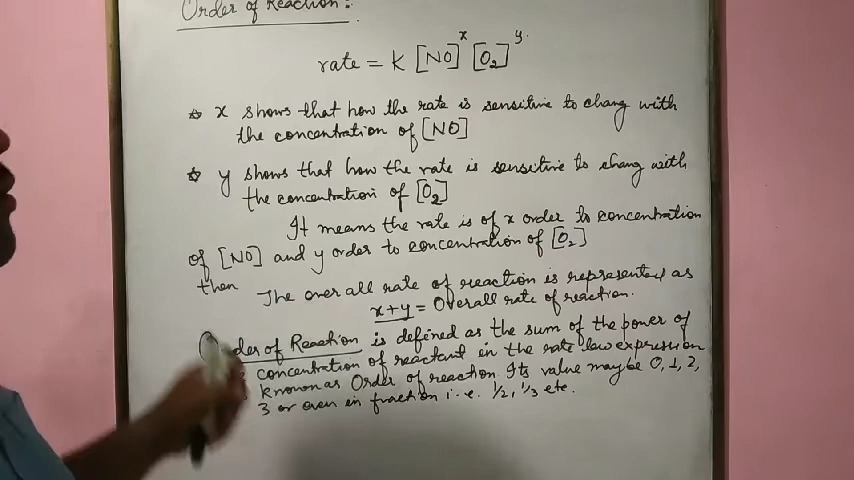 Order of Reaction:
rate = K [NO]^x [O₂]^y
☆ x shows that how the rate is sensitive to chang with
the concentration of [NO]
☆ y shows that how the rate is sensitive to chang with
the concentration of [O₂]
It means the rate is of x order to concentration
of [NO] and y order to concentration of [O₂]
then The over all rate of reaction is represented as
x+y = Overall rate of reaction.
Order of Reaction is defined as the sum of the power of
concentration of reactant in the rate law expression
known as Order of reaction. Its value may be 0, 1, 2,
3 or even in fraction i.e. 1/2, 1/3 etc.